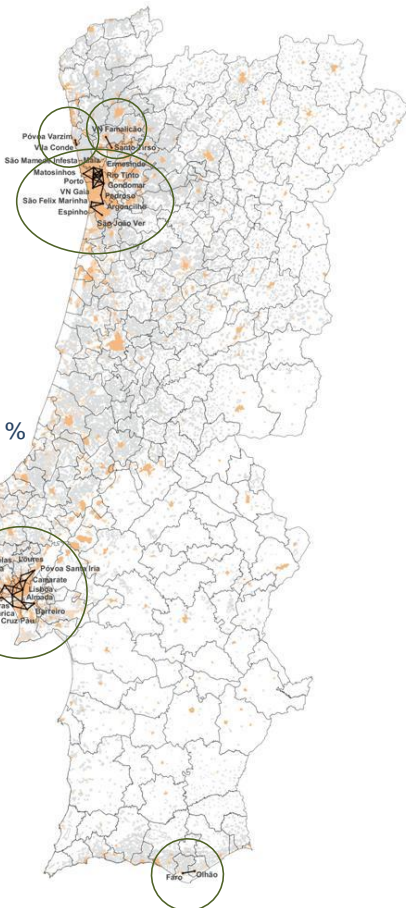 VN Famalicão
Póvoa Varzim
Vila Conde
Santo Tirso
São Mamede Infesta
Maia
Ermesinde
Matosinhos
Rio Tinto
Porto
Gondomar
VN Gaia
Pedroso
São Felix Marinha
Argoncilhe
Espinho
São João Ver
%
Loures
Póvoa Santa Iria
Camarate
Lisboa
Almada
Barreiro
Cruz Pau
Faro
Olhão